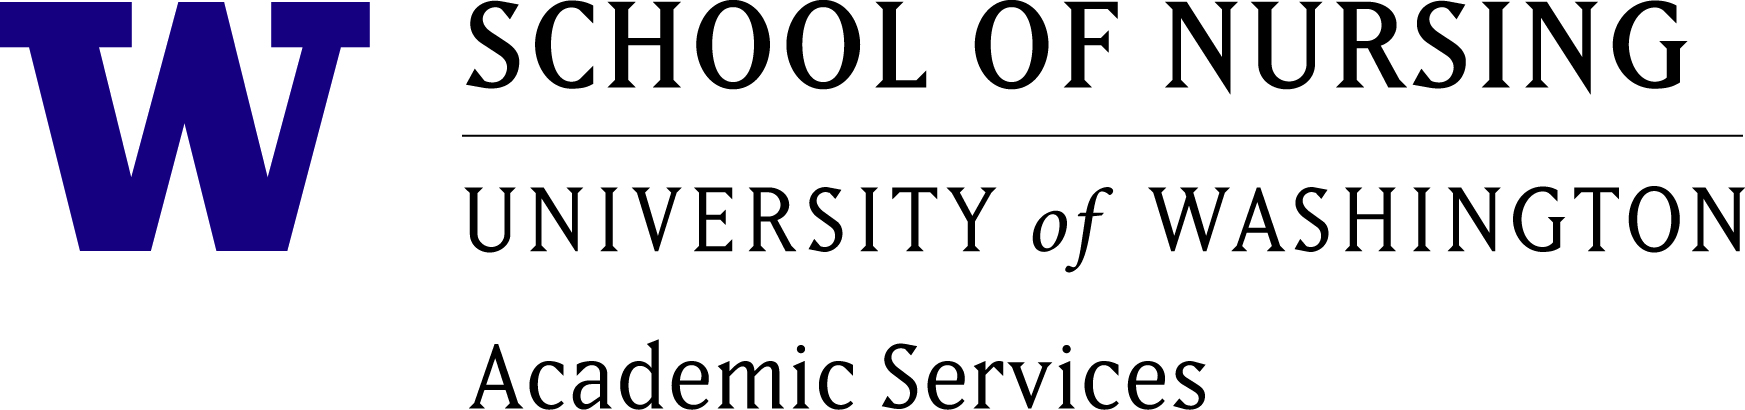 W
SCHOOL OF NURSING
UNIVERSITY of WASHINGTON
Academic Services